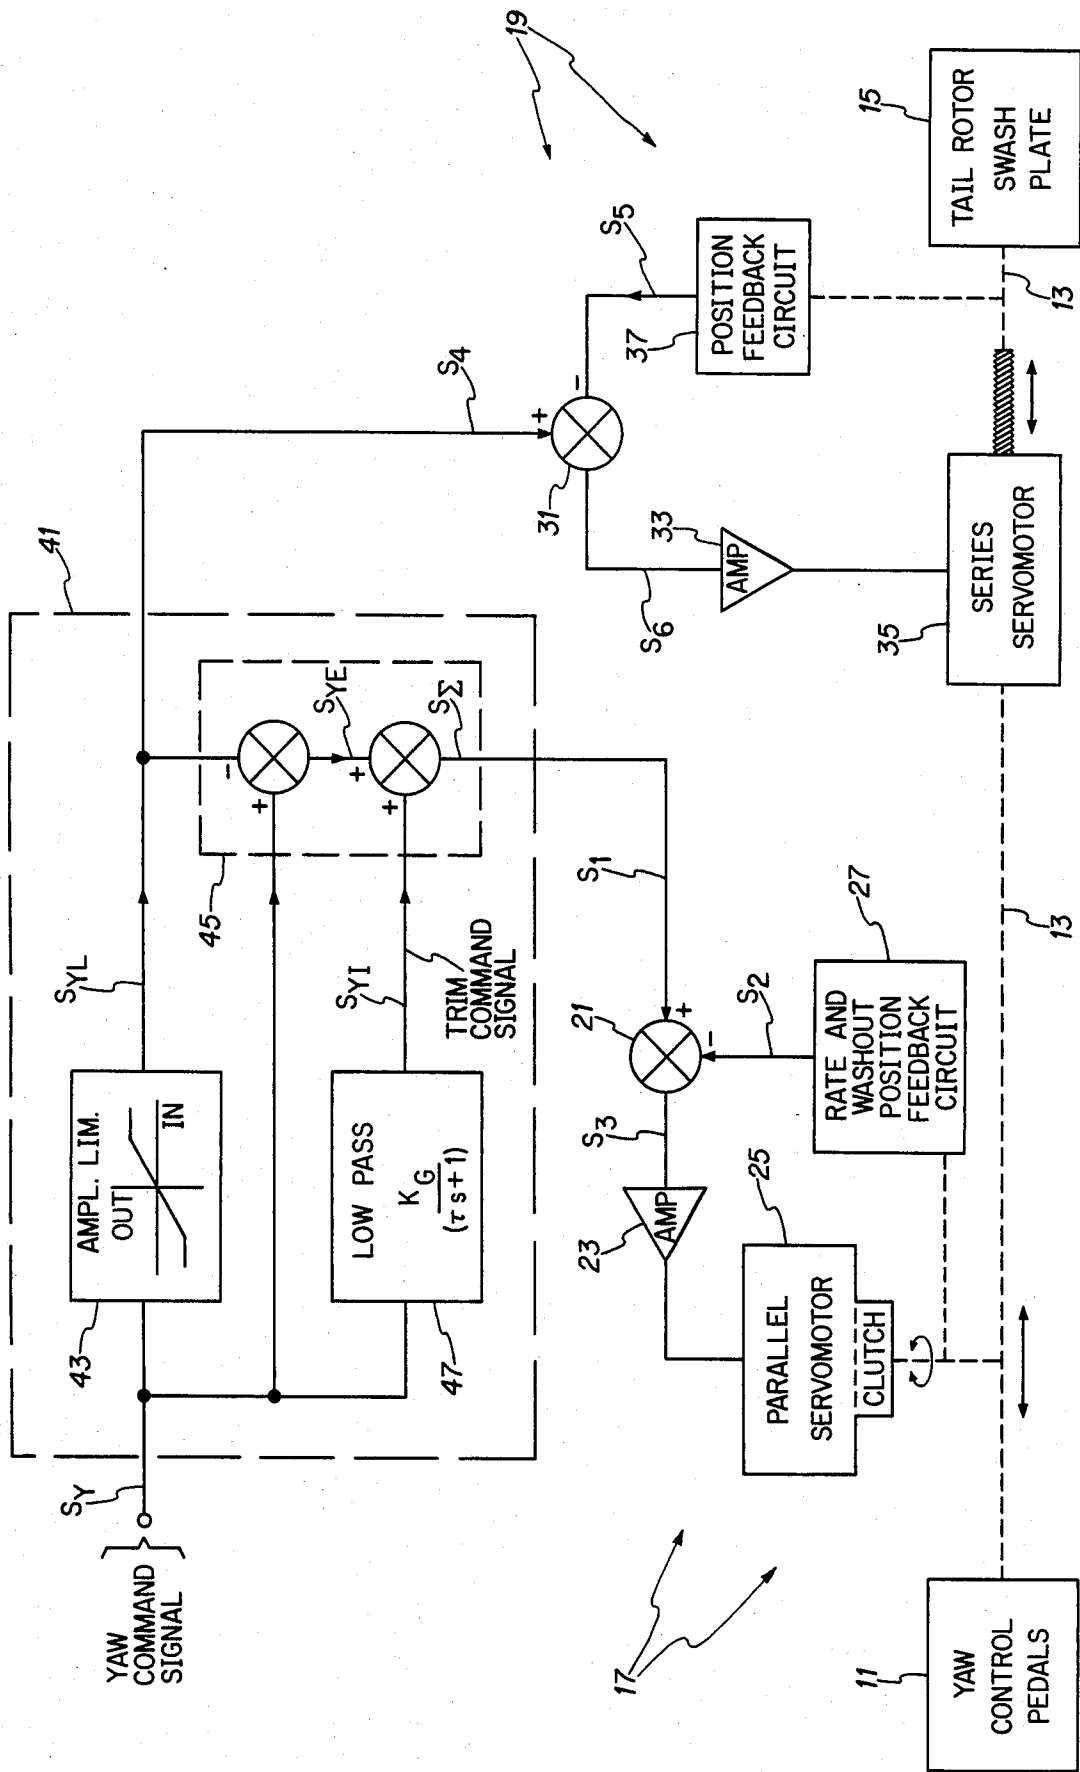 41
SY
YAW
COMMAND
SIGNAL
43
AMPL. LIM.
OUT
IN
SYL
S4
45
-
+
SYE
+
+
SΣ
47
LOW PASS
KG
(τ s + 1)
SYI
TRIM
COMMAND
SIGNAL
19
31
+
-
S5
37
POSITION
FEEDBACK
CIRCUIT
S6
33
AMP
S1
21
+
-
S2
S3
23
AMP
27
RATE AND
WASHOUT
POSITION
FEEDBACK
CIRCUIT
25
PARALLEL
SERVOMOTOR
CLUTCH
17
11
YAW
CONTROL
PEDALS
13
35
SERIES
SERVOMOTOR
13
15
TAIL ROTOR
SWASH
PLATE